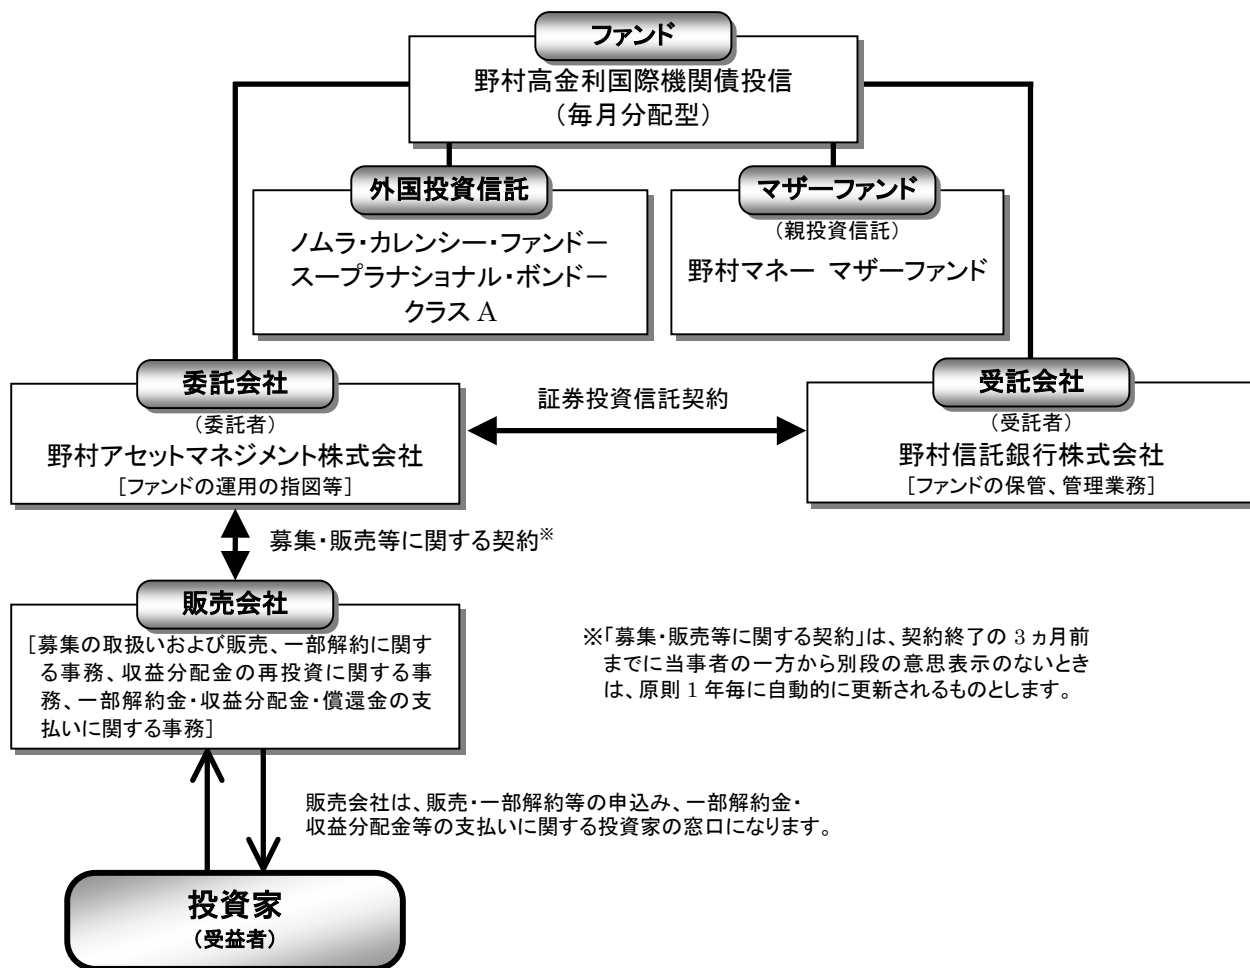 ファンド
野村高金利国際機関債投信
（毎月分配型）
外国投資信託
ノムラ・カレンシー・ファンド－
スープラナショナル・ボンド－
クラス A
マザーファンド
（親投資信託）
野村マネー マザーファンド
委託会社
（委託者）
野村アセットマネジメント株式会社
［ファンドの運用の指図等］
証券投資信託契約
受託会社
（受託者）
野村信託銀行株式会社
［ファンドの保管、管理業務］
募集・販売等に関する契約※
販売会社
［募集の取扱いおよび販売、一部解約に関す
る事務、収益分配金の再投資に関する事
務、一部解約金・収益分配金・償還金の支
払いに関する事務］
※「募集・販売等に関する契約」は、契約終了の 3 ヵ月前
までに当事者の一方から別段の意思表示のないとき
は、原則 1 年毎に自動的に更新されるものとします。
販売会社は、販売・一部解約等の申込み、一部解約金・
収益分配金等の支払いに関する投資家の窓口になります。
投資家
（受益者）